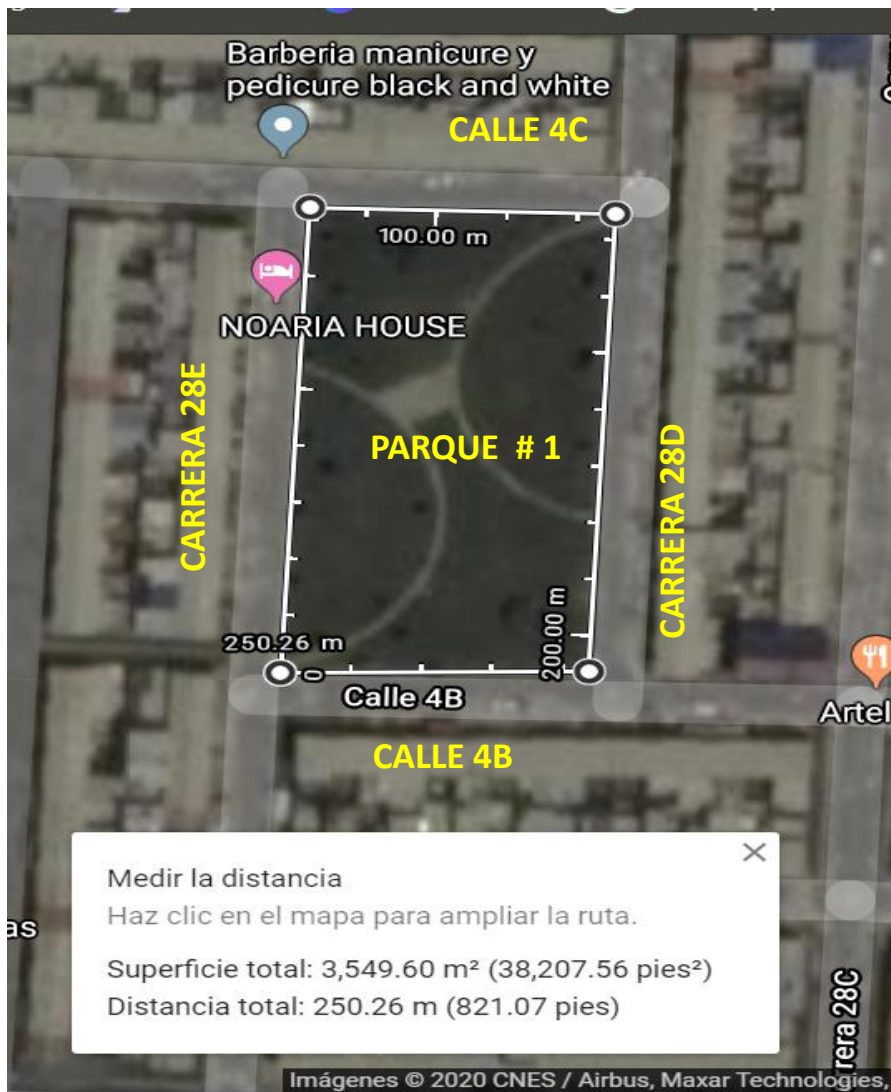 Barberia manicure y
pedicure black and white
CALLE 4C
100.00 m
NOARIA HOUSE
CARRERA 28E
PARQUE # 1
CARRERA 28D
250.26 m
0
200.00 m
Calle 4B
Artel
CALLE 4B
Medir la distancia
Haz clic en el mapa para ampliar la ruta.
as
Superficie total: 3,549.60 m² (38,207.56 pies²)
Distancia total: 250.26 m (821.07 pies)
rera 28C
Imágenes © 2020 CNES / Airbus, Maxar Technologies,